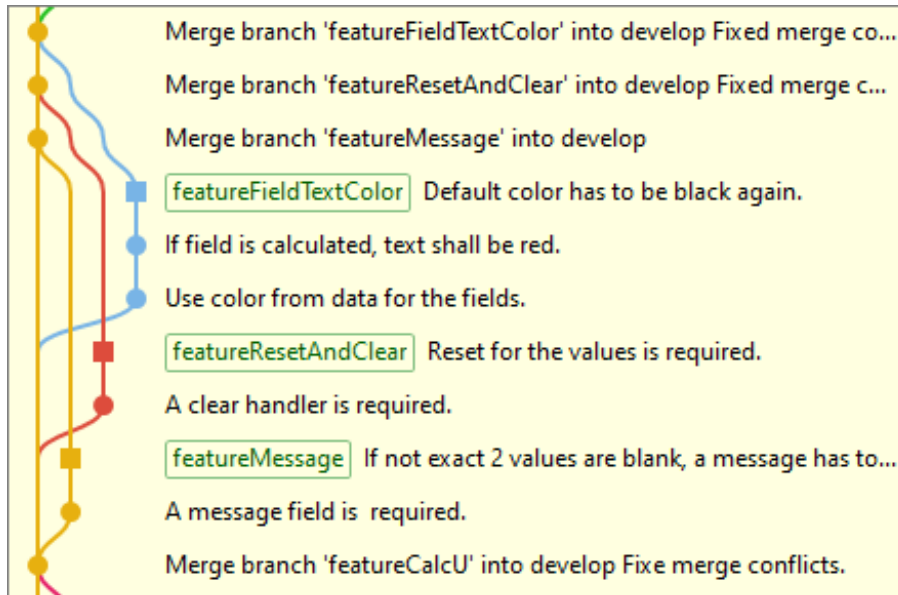 Merge branch 'featureFieldTextColor' into develop Fixed merge co...
Merge branch 'featureResetAndClear' into develop Fixed merge c...
Merge branch 'featureMessage' into develop
featureFieldTextColor Default color has to be black again.
If field is calculated, text shall be red.
Use color from data for the fields.
featureResetAndClear Reset for the values is required.
A clear handler is required.
featureMessage If not exact 2 values are blank, a message has to...
A message field is  required.
Merge branch 'featureCalcU' into develop Fixe merge conflicts.